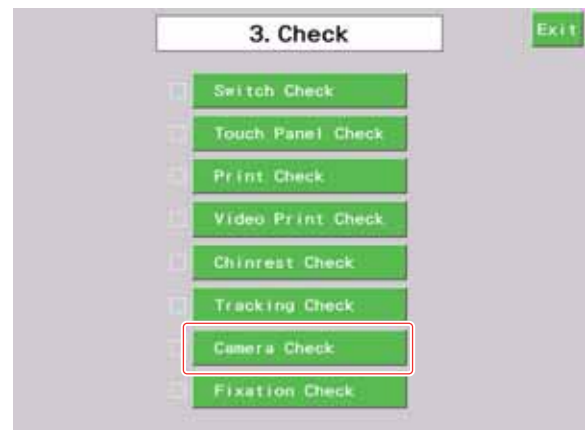 3. Check
Exit
Switch Check
Touch Panel Check
Print Check
Video Print Check
Chinrest Check
Tracking Check
Camera Check
Fixation Check